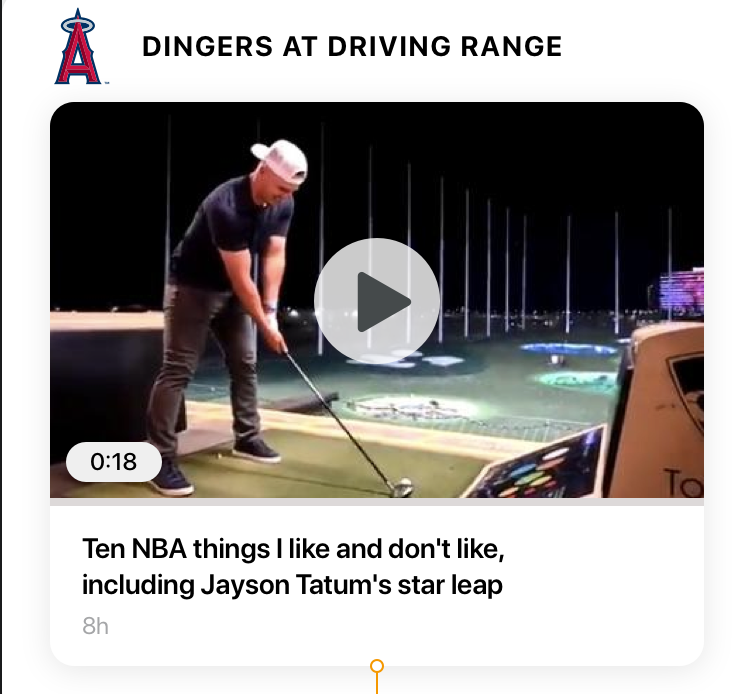 A
DINGERS AT DRIVING RANGE
0:18
To
Ten NBA things I like and don't like,
including Jayson Tatum's star leap
8h